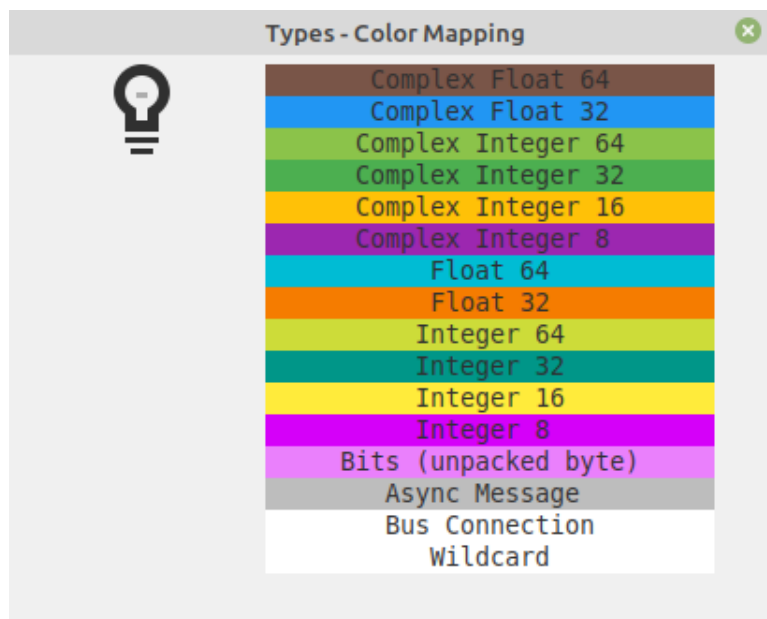 Types - Color Mapping
Complex Float 64
Complex Float 32
Complex Integer 64
Complex Integer 32
Complex Integer 16
Complex Integer 8
Float 64
Float 32
Integer 64
Integer 32
Integer 16
Integer 8
Bits (unpacked byte)
Async Message
Bus Connection
Wildcard